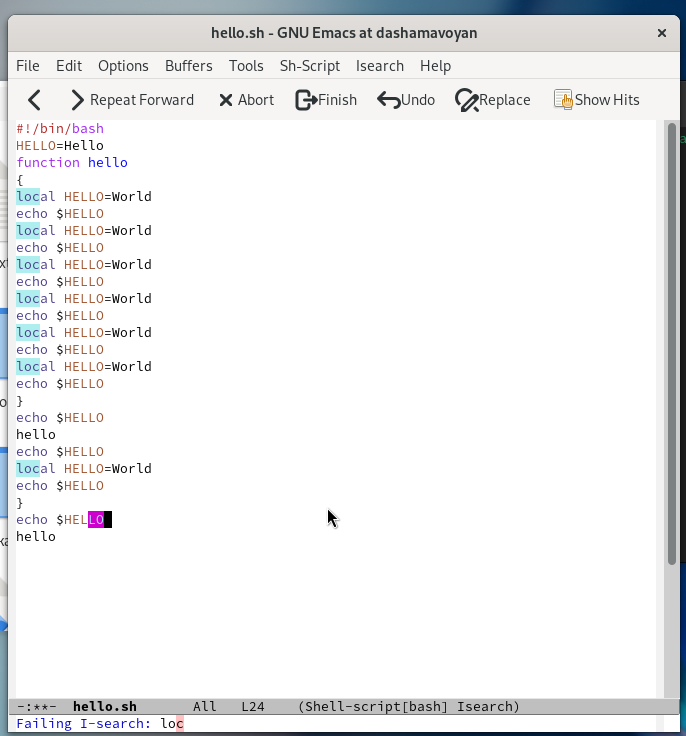 hello.sh - GNU Emacs at dashamavoyan ×
File Edit Options Buffers Tools Sh-Script Isearch Help
Repeat Forward Abort Finish Undo Replace Show Hits
#!/bin/bash
HELLO=Hello
function hello
{
local HELLO=World
echo $HELLO
local HELLO=World
echo $HELLO
local HELLO=World
echo $HELLO
local HELLO=World
echo $HELLO
local HELLO=World
echo $HELLO
local HELLO=World
echo $HELLO
}
echo $HELLO
hello
echo $HELLO
local HELLO=World
echo $HELLO
}
echo $HELLO
hello
-:**- hello.sh All L24 (Shell-script[bash] Isearch)
Failing I-search: loc